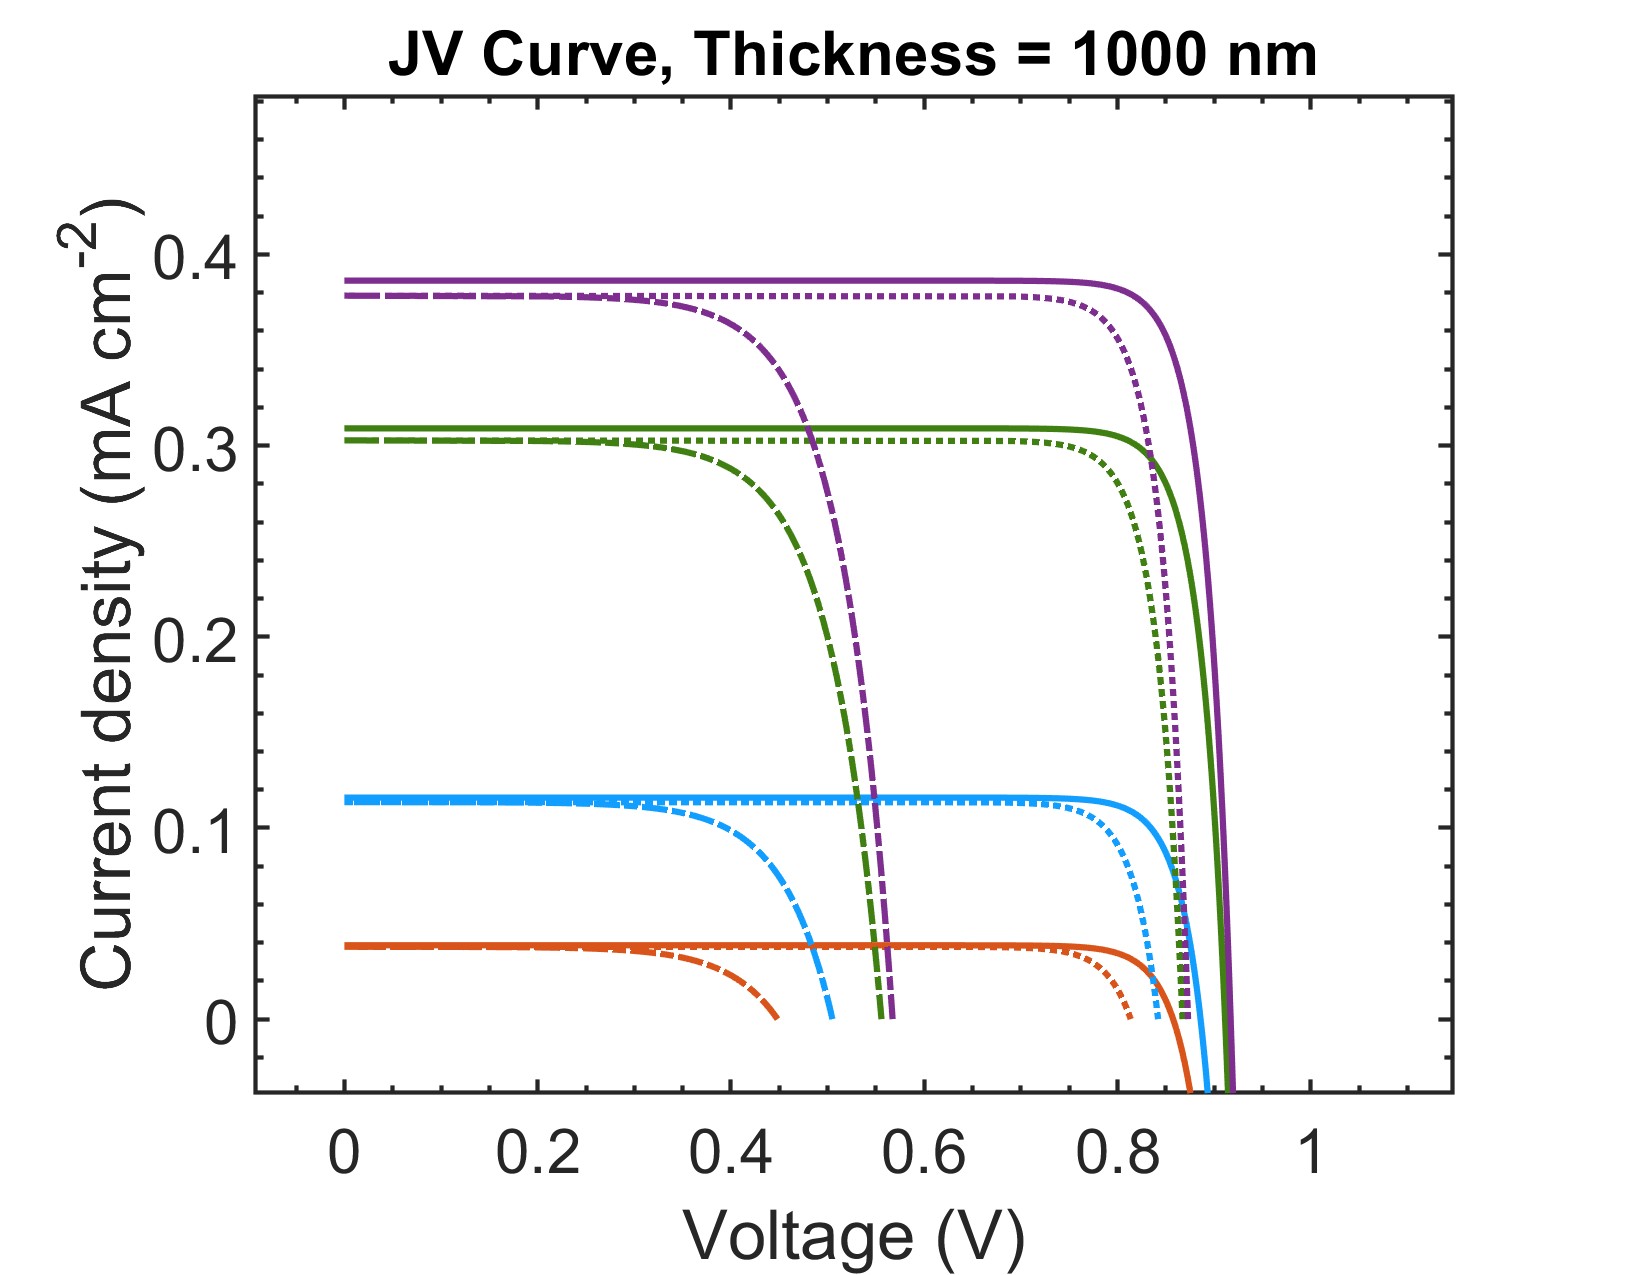 JV Curve, Thickness = 1000 nm
Current density (mA cm-2)
0.4
0.3
0.2
0.1
0
0 0.2 0.4 0.6 0.8 1
Voltage (V)